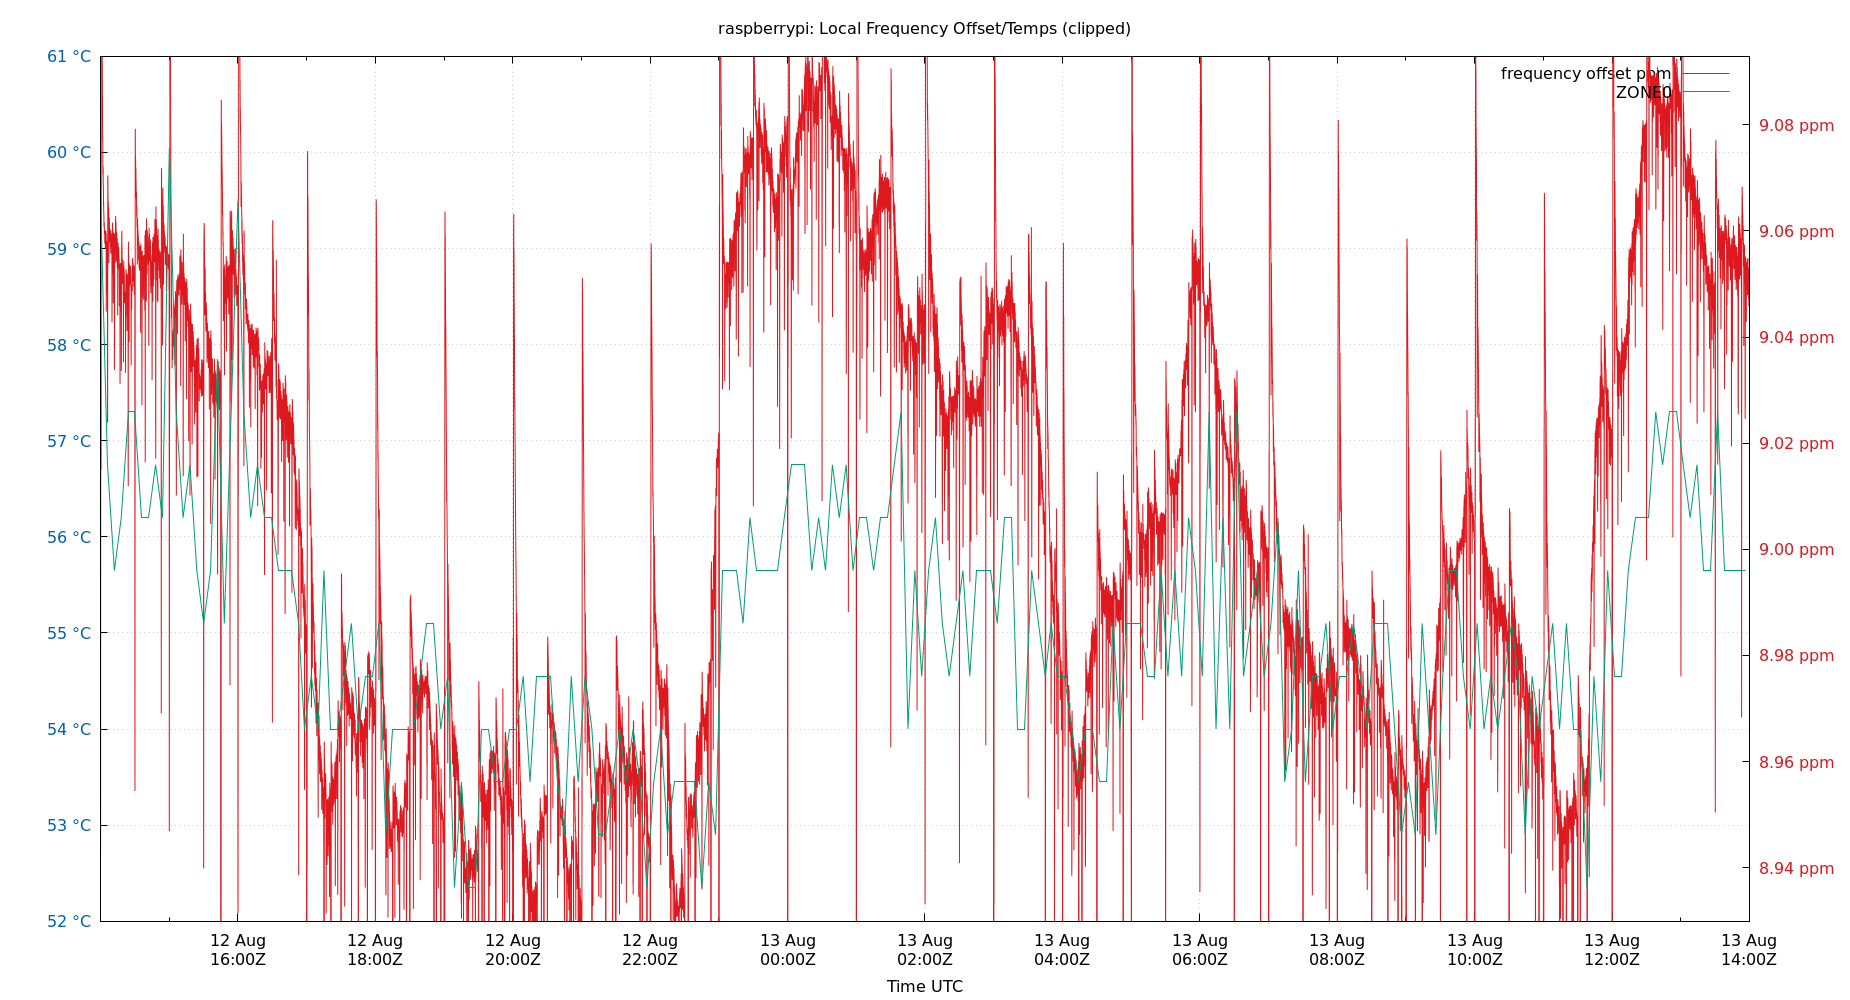 raspberrypi: Local Frequency Offset/Temps (clipped)
61 °C
60 °C
59 °C
58 °C
57 °C
56 °C
55 °C
54 °C
53 °C
52 °C
frequency offset ppm
ZONE0
9.08 ppm
9.06 ppm
9.04 ppm
9.02 ppm
9.00 ppm
8.98 ppm
8.96 ppm
8.94 ppm
12 Aug 12 Aug 12 Aug 12 Aug 13 Aug 13 Aug 13 Aug 13 Aug 13 Aug 13 Aug 13 Aug 13 Aug
16:00Z 18:00Z 20:00Z 22:00Z 00:00Z 02:00Z 04:00Z 06:00Z 08:00Z 10:00Z 12:00Z 14:00Z
Time UTC